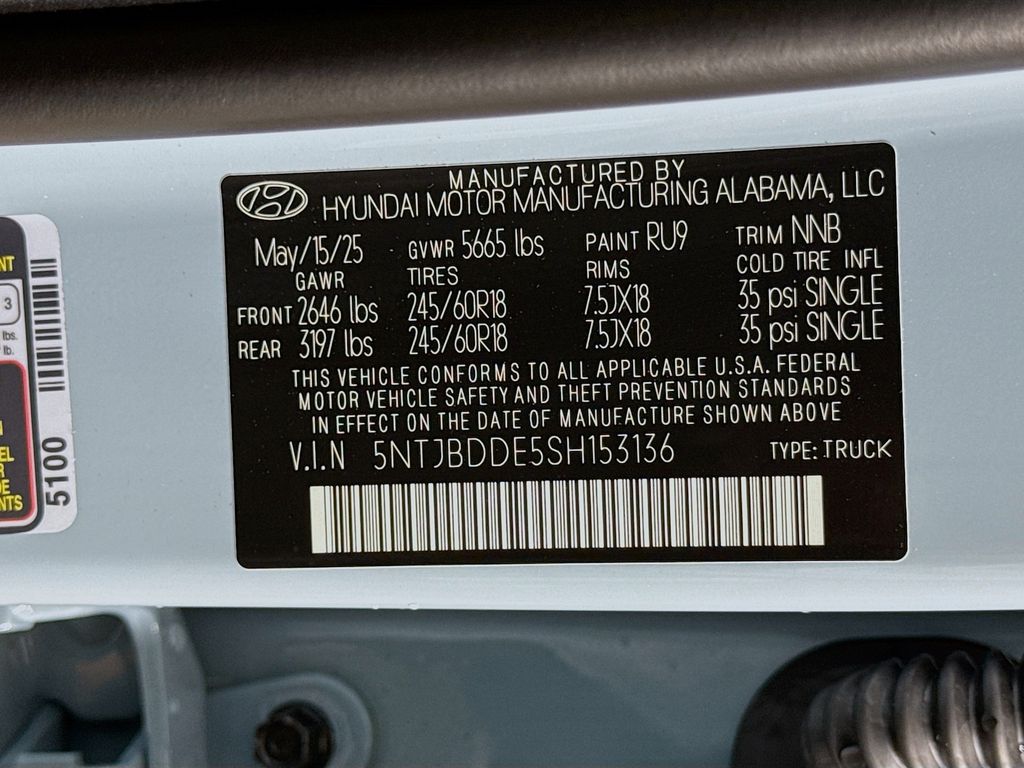 MANUFACTURED BY
HYUNDAI MOTOR MANUFACTURING ALABAMA, LLC
May/15/25 GVWR 5665 lbs PAINT RU9 TRIM NNB
GAWR TIRES RIMS COLD TIRE INFL
FRONT 2646 lbs 245/60R18 7.5JX18 35 psi SINGLE
REAR 3197 lbs 245/60R18 7.5JX18 35 psi SINGLE
THIS VEHICLE CONFORMS TO ALL APPLICABLE U.S.A. FEDERAL
MOTOR VEHICLE SAFETY AND THEFT PREVENTION STANDARDS
IN EFFECT ON THE DATE OF MANUFACTURE SHOWN ABOVE
V.I.N 5NTJBDDE5SH153136 TYPE: TRUCK
3
lbs.
lb.
5100